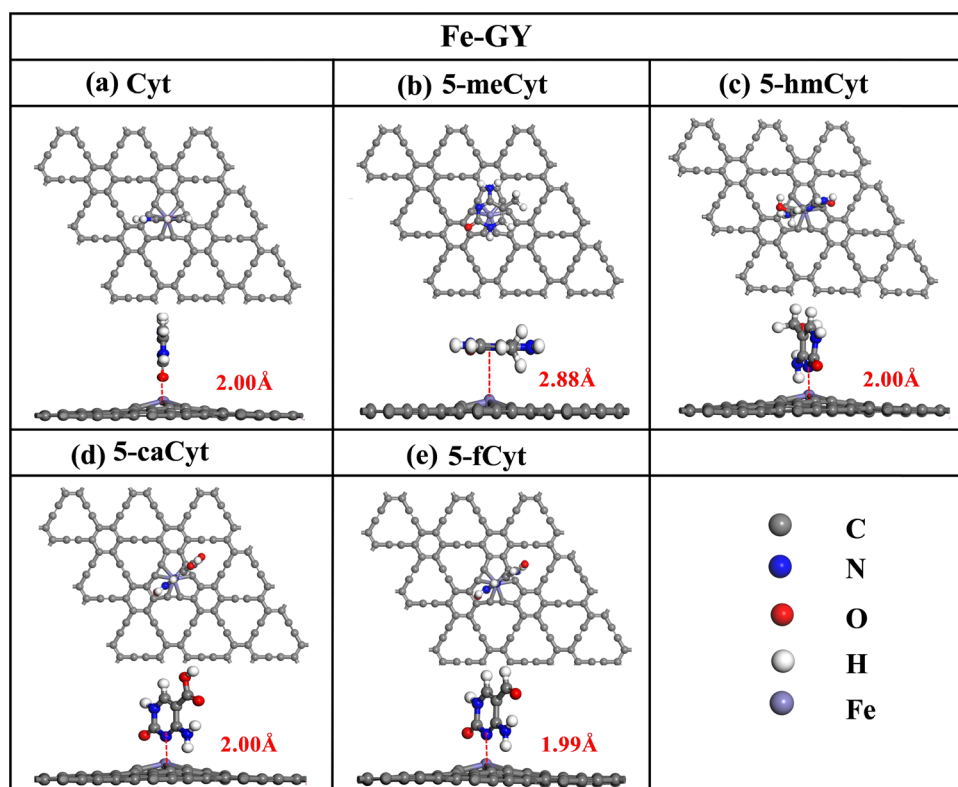 Fe-GY
(a) Cyt
(b) 5-meCyt
(c) 5-hmCyt
2.00Å
2.88Å
2.00Å
(d) 5-caCyt
(e) 5-fCyt
2.00Å
1.99Å
C
N
O
H
Fe